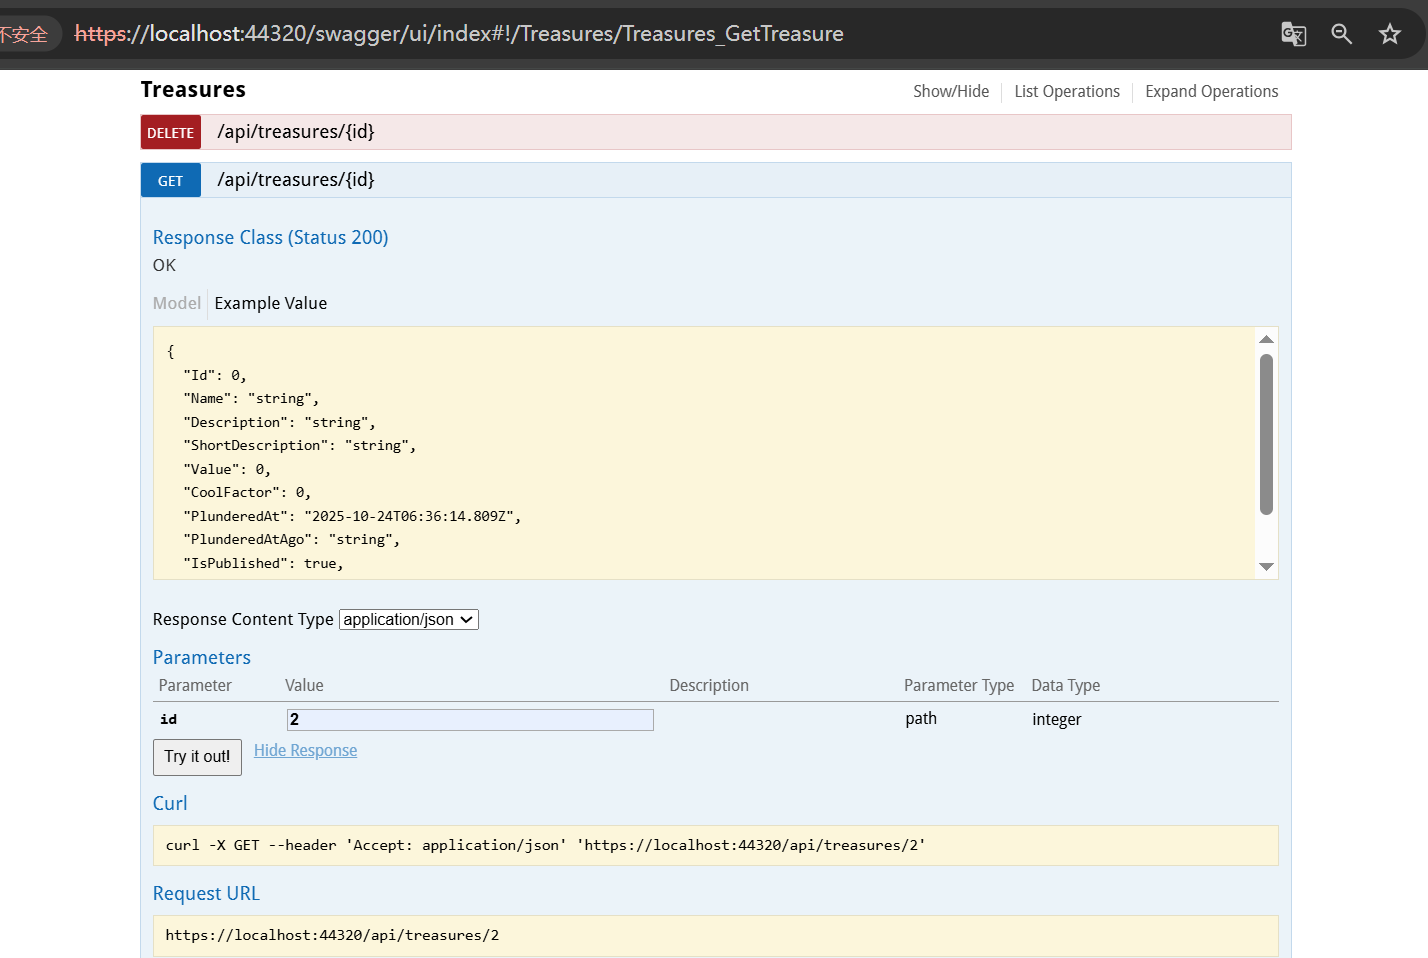 不安全 https://localhost:44320/swagger/ui/index#!/Treasures/Treasures_GetTreasure
Treasures Show/Hide List Operations Expand Operations
DELETE /api/treasures/{id}
GET /api/treasures/{id}
Response Class (Status 200)
OK
Model Example Value
{
"Id": 0,
"Name": "string",
"Description": "string",
"ShortDescription": "string",
"Value": 0,
"CoolFactor": 0,
"PlunderedAt": "2025-10-24T06:36:14.809Z",
"PlunderedAtAgo": "string",
"IsPublished": true,
Response Content Type application/json
Parameters
Parameter Value Description Parameter Type Data Type
id 2 path integer
Try it out! Hide Response
Curl
curl -X GET --header 'Accept: application/json' 'https://localhost:44320/api/treasures/2'
Request URL
https://localhost:44320/api/treasures/2